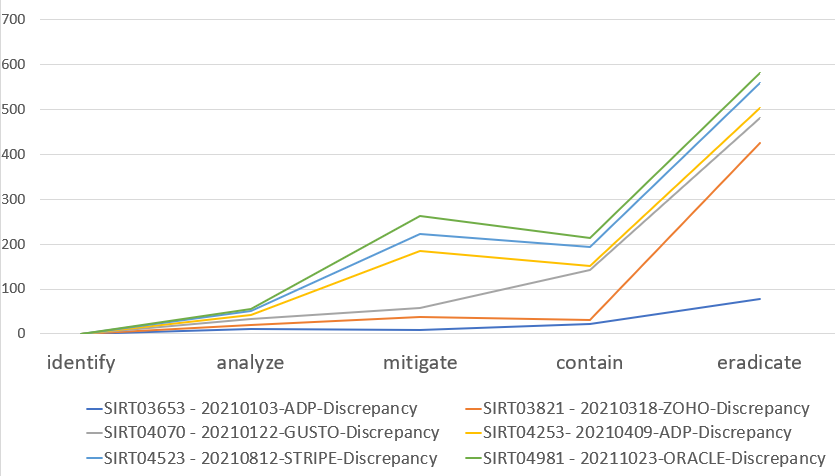 700
600
500
400
300
200
100
0
identify analyze mitigate contain eradicate
SIRT03653 - 20210103-ADP-Discrepancy SIRT03821 - 20210318-ZOHO-Discrepancy
SIRT04070 - 20210122-GUSTO-Discrepancy SIRT04253- 20210409-ADP-Discrepancy
SIRT04523 - 20210812-STRIPE-Discrepancy SIRT04981 - 20211023-ORACLE-Discrepancy